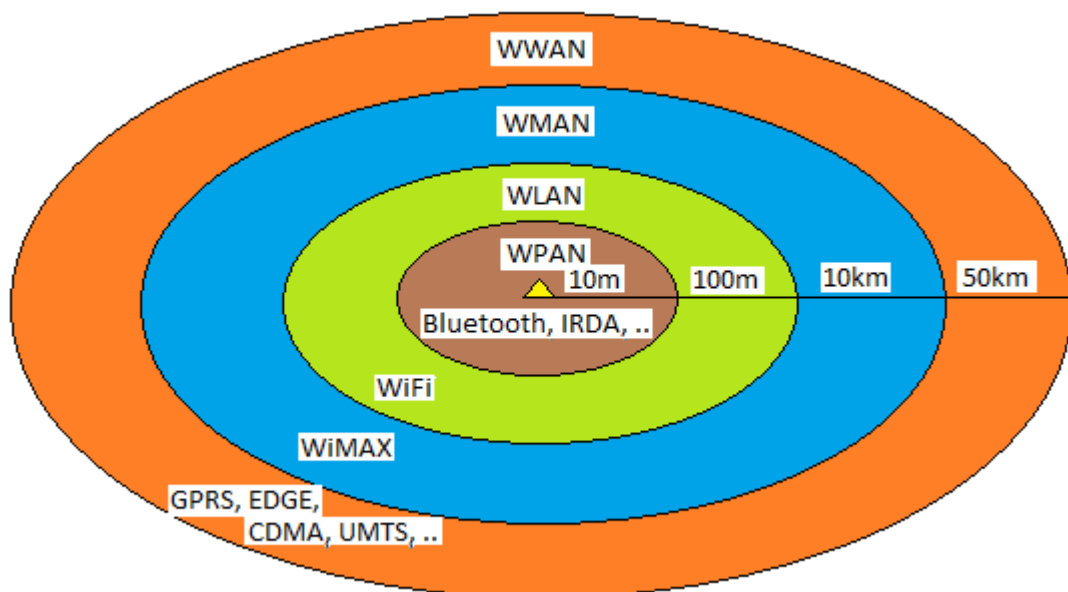 WWAN
WMAN
WLAN
WPAN
10m
100m
10km
50km
Bluetooth, IRDA, ..
WiFi
WiMAX
GPRS, EDGE,
CDMA, UMTS, ..